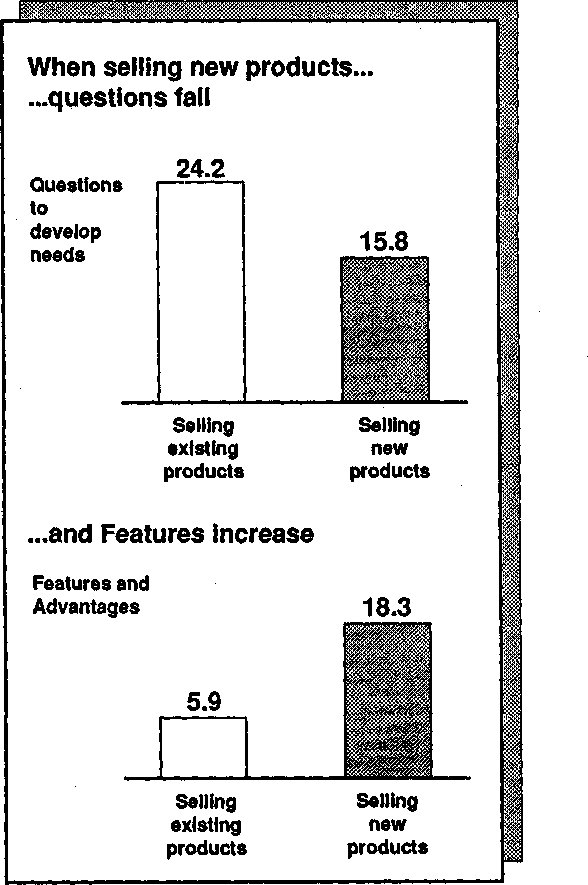 When selling new products...
...questions fall
24.2
Questions
to
develop
needs
15.8
Selling
existing
products
Selling
new
products
...and Features increase
Features and
Advantages
18.3
5.9
Selling
existing
products
Selling
new
products